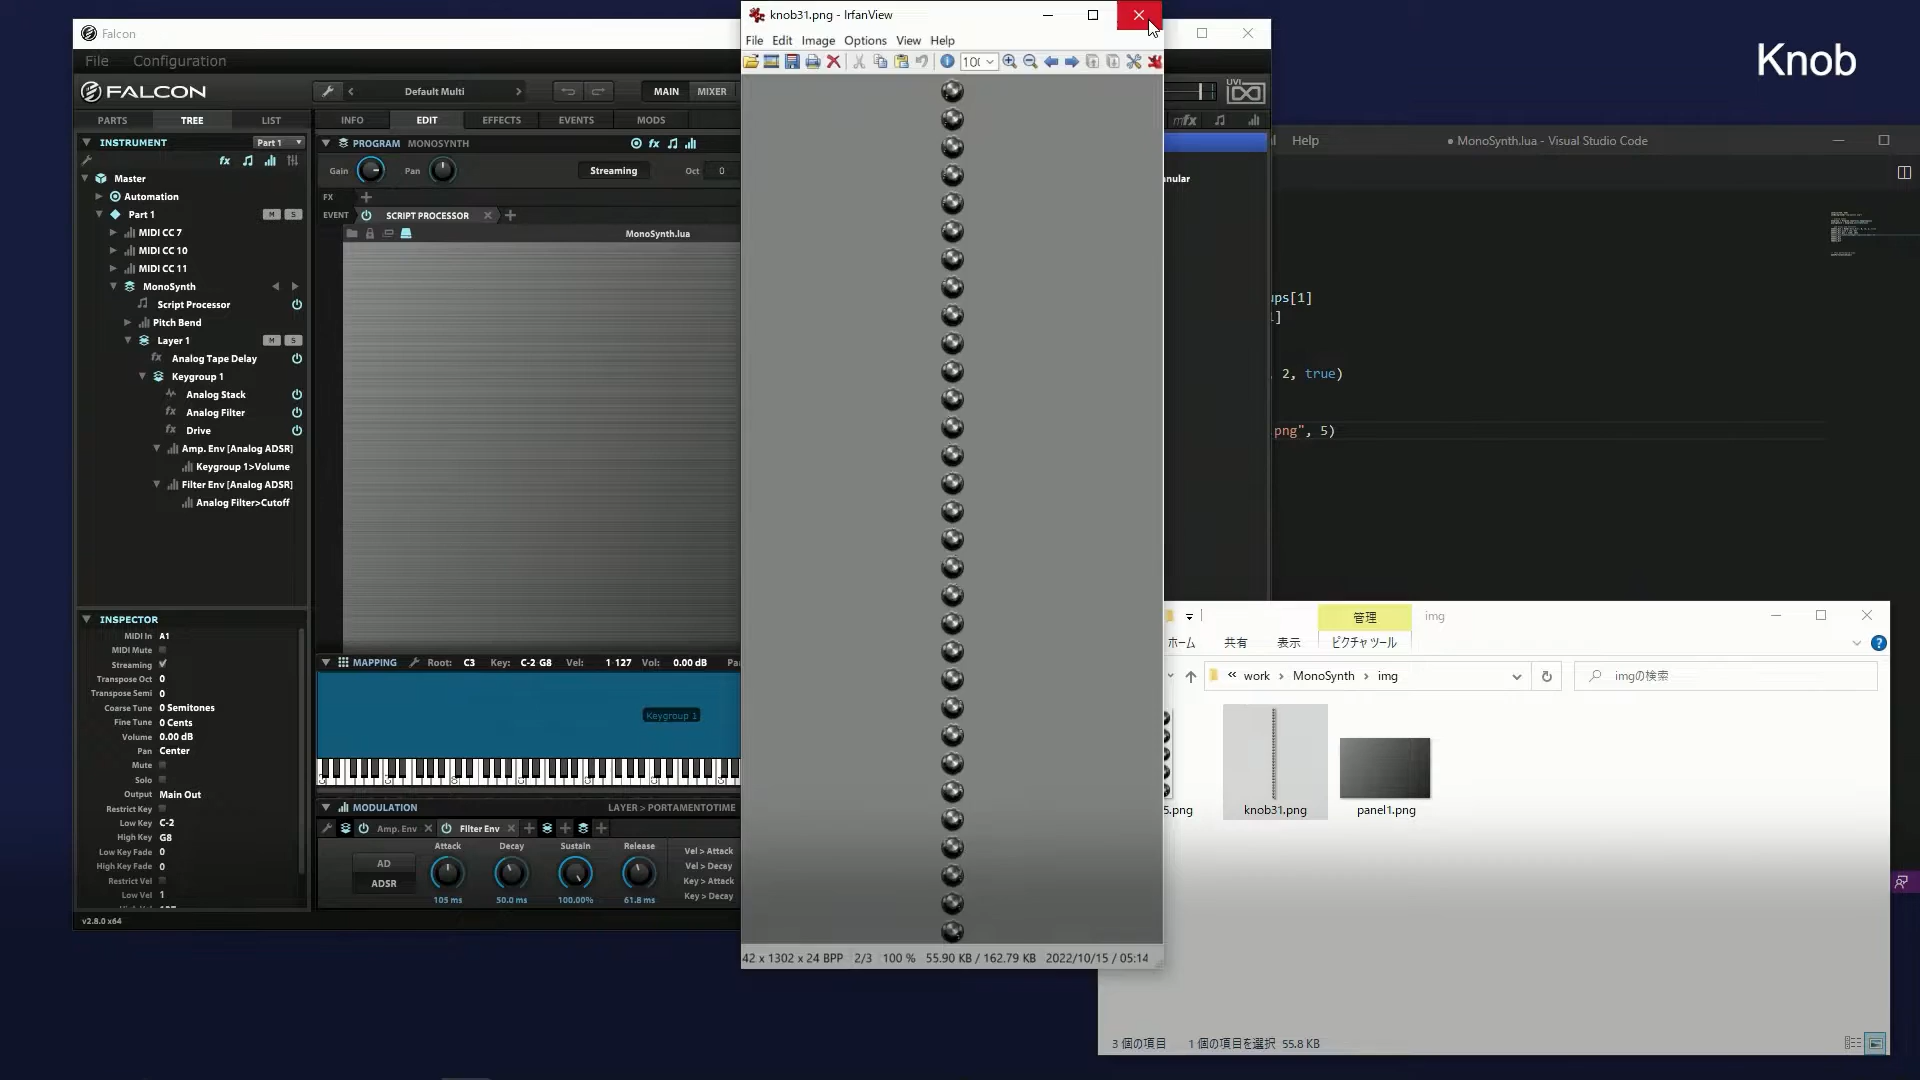 Knob
Falcon
File Configuration
FALCON
Default Multi
MAIN MIXER
UVI
PARTS TREE LIST
INFO EDIT EFFECTS EVENTS MODS
INSTRUMENT Part 1
Master
Automation
Part 1 M S
MIDI CC 7
MIDI CC 10
MIDI CC 11
MonoSynth
Script Processor
Pitch Bend
Layer 1 M S
Analog Tape Delay
Keygroup 1
Analog Stack
Analog Filter
Drive
Amp. Env [Analog ADSR]
Keygroup 1>Volume
Filter Env [Analog ADSR]
Analog Filter>Cutoff
INSPECTOR
MIDI In A1
MIDI Mute
Streaming
Transpose Oct 0
Transpose Semi 0
Coarse Tune 0 Semitones
Fine Tune 0 Cents
Volume 0.00 dB
Pan Center
Mute
Solo
Output Main Out
Restrict Key
Low Key C-2
High Key G8
Low Key Fade 0
High Key Fade 0
Restrict Vel
Low Vel 1
v2.8.0 x64
PROGRAM MONOSYNTH fx
Gain Pan Streaming Oct 0
FX
EVENT SCRIPT PROCESSOR
MonoSynth.lua
MAPPING Root: C3 Key: C-2 G8 Vel: 1 127 Vol: 0.00 dB Pa
Keygroup 1
MODULATION LAYER > PORTAMENTOTIME
Amp. Env Filter Env
AD
ADSR
Attack Decay Sustain Release
105 ms 50.0 ms 100.00% 61.8 ms
Vel > Attack
Vel > Decay
Key > Attack
Key > Decay
knob31.png - IrfanView
File Edit Image Options View Help
42 x 1302 x 24 BPP 2/3 100 % 55.90 KB / 162.79 KB 2022/10/15 / 05:14
nular
Help
● MonoSynth.lua - Visual Studio Code
ups[1]
1]
2, true)
png", 5)
管理 img
ホーム 共有 表示 ピクチャ ツール
« work › MonoSynth › img
imgの検索
5.png knob31.png panel1.png
3 個の項目 1 個の項目を選択 55.8 KB